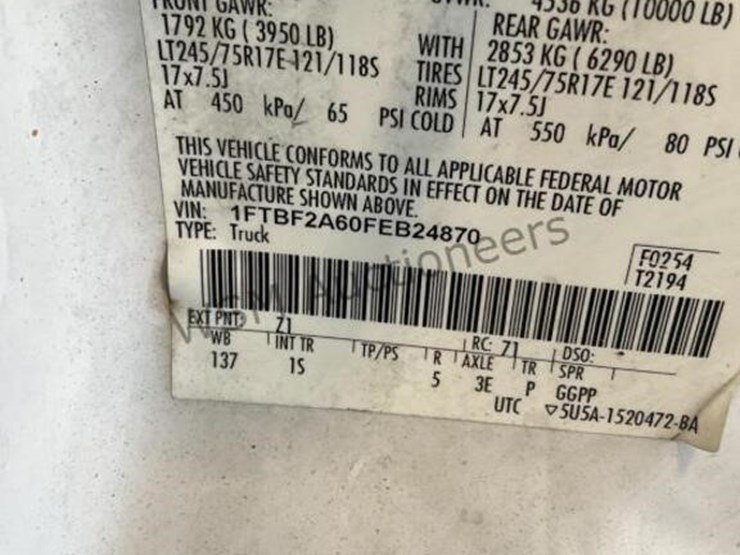 FRONT GAWR:
1792 KG ( 3950 LB)
LT245/75R17E 121/118S
17x7.5J
AT 450 kPa/ 65 PSI COLD
WITH
TIRES
RIMS
4536 KG (10000 LB)
REAR GAWR:
2853 KG ( 6290 LB)
LT245/75R17E 121/118S
17x7.5J
AT 550 kPa/ 80 PSI
THIS VEHICLE CONFORMS TO ALL APPLICABLE FEDERAL MOTOR
VEHICLE SAFETY STANDARDS IN EFFECT ON THE DATE OF
MANUFACTURE SHOWN ABOVE.
VIN: 1FTBF2A60FEB24870
TYPE: Truck
F0254
T2194
EXT PNT: Z1 RC: 71 DSO:
WB INT TR TP/PS R AXLE TR SPR
137 1S 5 3E P GGPP
UTC ▽5U5A-1520472-BA
WSM Auctioneers